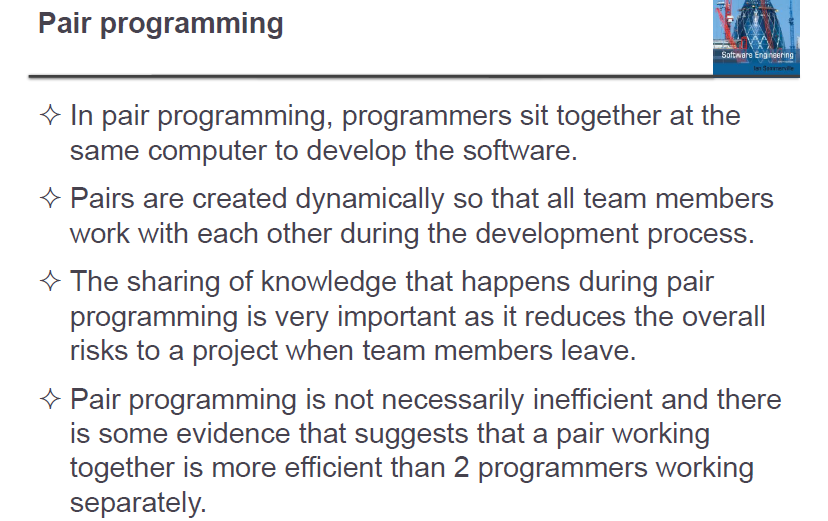 Pair programming
Software Engineering
Ian Sommerville
✧ In pair programming, programmers sit together at the
same computer to develop the software.
✧ Pairs are created dynamically so that all team members
work with each other during the development process.
✧ The sharing of knowledge that happens during pair
programming is very important as it reduces the overall
risks to a project when team members leave.
✧ Pair programming is not necessarily inefficient and there
is some evidence that suggests that a pair working
together is more efficient than 2 programmers working
separately.